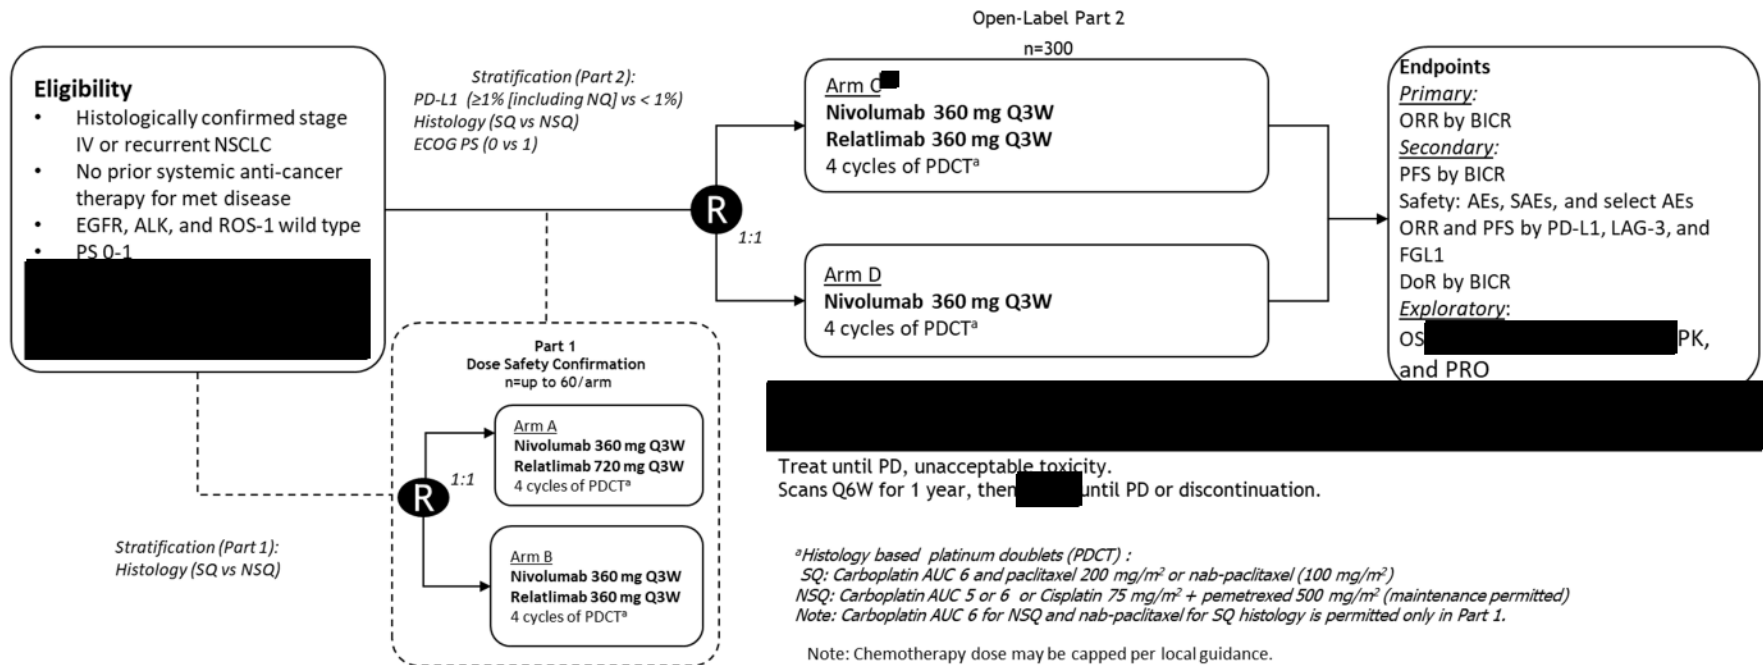 Open-Label Part 2
n=300
Eligibility
• Histologically confirmed stage
IV or recurrent NSCLC
• No prior systemic anti-cancer
therapy for met disease
• EGFR, ALK, and ROS-1 wild type
• PS 0-1
Stratification (Part 2):
PD-L1 (≥1% [including NQ] vs < 1%)
Histology (SQ vs NSQ)
ECOG PS (0 vs 1)
R
1:1
Arm C
Nivolumab 360 mg Q3W
Relatlimab 360 mg Q3W
4 cycles of PDCTᵃ
Arm D
Nivolumab 360 mg Q3W
4 cycles of PDCTᵃ
Endpoints
Primary:
ORR by BICR
Secondary:
PFS by BICR
Safety: AEs, SAEs, and select AEs
ORR and PFS by PD-L1, LAG-3, and
FGL1
DoR by BICR
Exploratory:
OS PK,
and PRO
Part 1
Dose Safety Confirmation
n=up to 60/arm
R
1:1
Arm A
Nivolumab 360 mg Q3W
Relatlimab 720 mg Q3W
4 cycles of PDCTᵃ
Arm B
Nivolumab 360 mg Q3W
Relatlimab 360 mg Q3W
4 cycles of PDCTᵃ
Stratification (Part 1):
Histology (SQ vs NSQ)
Treat until PD, unacceptable toxicity.
Scans Q6W for 1 year, then until PD or discontinuation.
ᵃHistology based platinum doublets (PDCT) :
SQ: Carboplatin AUC 6 and paclitaxel 200 mg/m² or nab-paclitaxel (100 mg/m²)
NSQ: Carboplatin AUC 5 or 6 or Cisplatin 75 mg/m² + pemetrexed 500 mg/m² (maintenance permitted)
Note: Carboplatin AUC 6 for NSQ and nab-paclitaxel for SQ histology is permitted only in Part 1.
Note: Chemotherapy dose may be capped per local guidance.